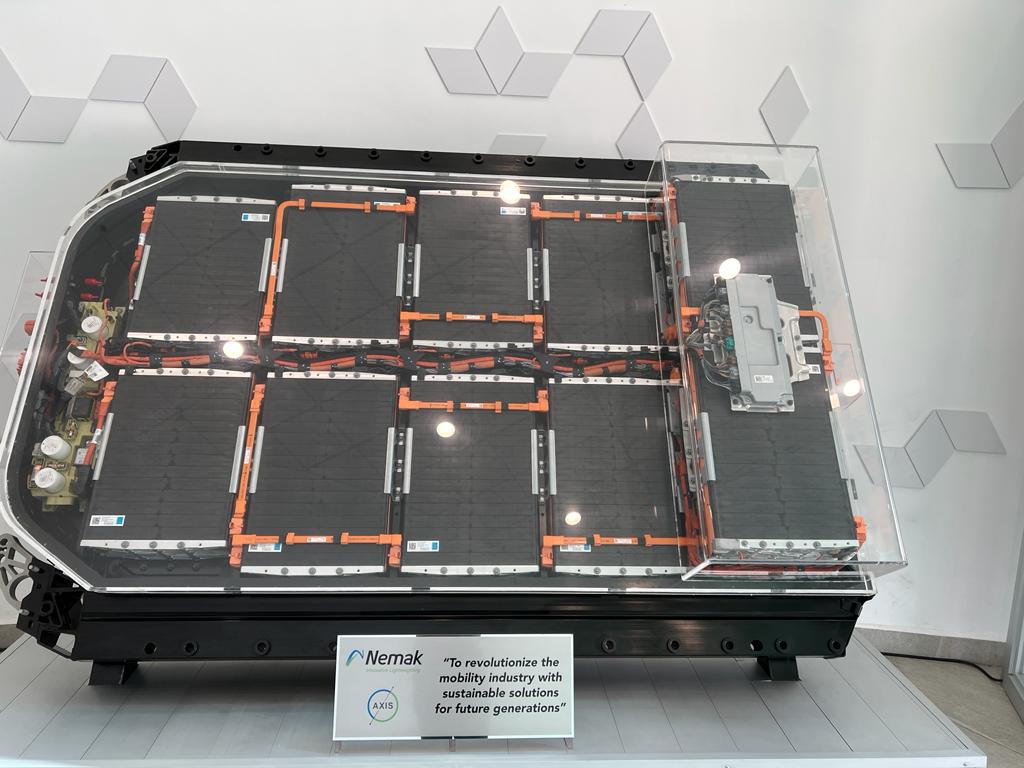 Nemak
Innovative Lightweighting
AXIS
"To revolutionize the
mobility industry with
sustainable solutions
for future generations"